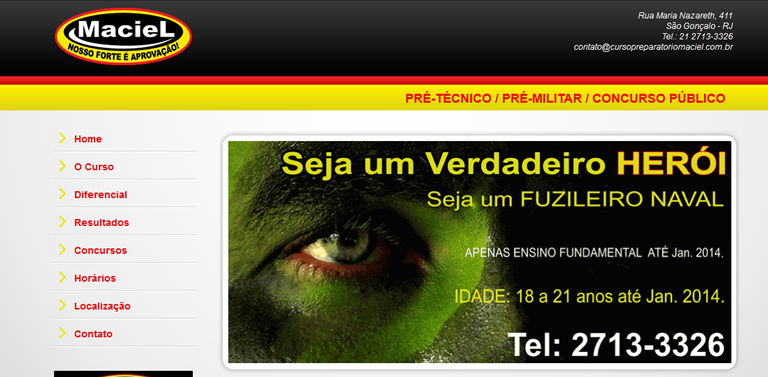 MacieL
NOSSO FORTE É APROVAÇÃO!
Rua Maria Nazareth, 411
São Gonçalo - RJ
Tel.: 21 2713-3326
contato@cursopreparatoriomaciel.com.br
PRÉ-TÉCNICO / PRÉ-MILITAR / CONCURSO PÚBLICO
Home
O Curso
Diferencial
Resultados
Concursos
Horários
Localização
Contato
Seja um Verdadeiro HERÓI
Seja um FUZILEIRO NAVAL
APENAS ENSINO FUNDAMENTAL ATÉ Jan. 2014.
IDADE: 18 a 21 anos até Jan. 2014.
Tel: 2713-3326